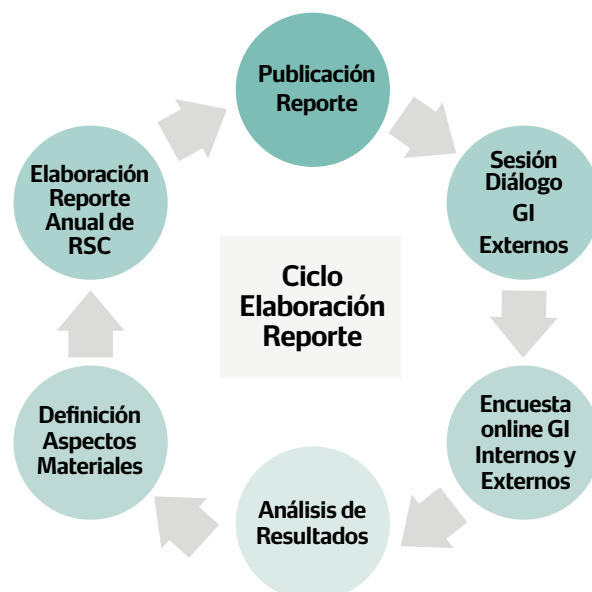 Publicación
Reporte
Sesión
Diálogo
GI
Externos
Encuesta
online GI
Internos y
Externos
Análisis de
Resultados
Definición
Aspectos
Materiales
Elaboración
Reporte
Anual de
RSC
Ciclo
Elaboración
Reporte